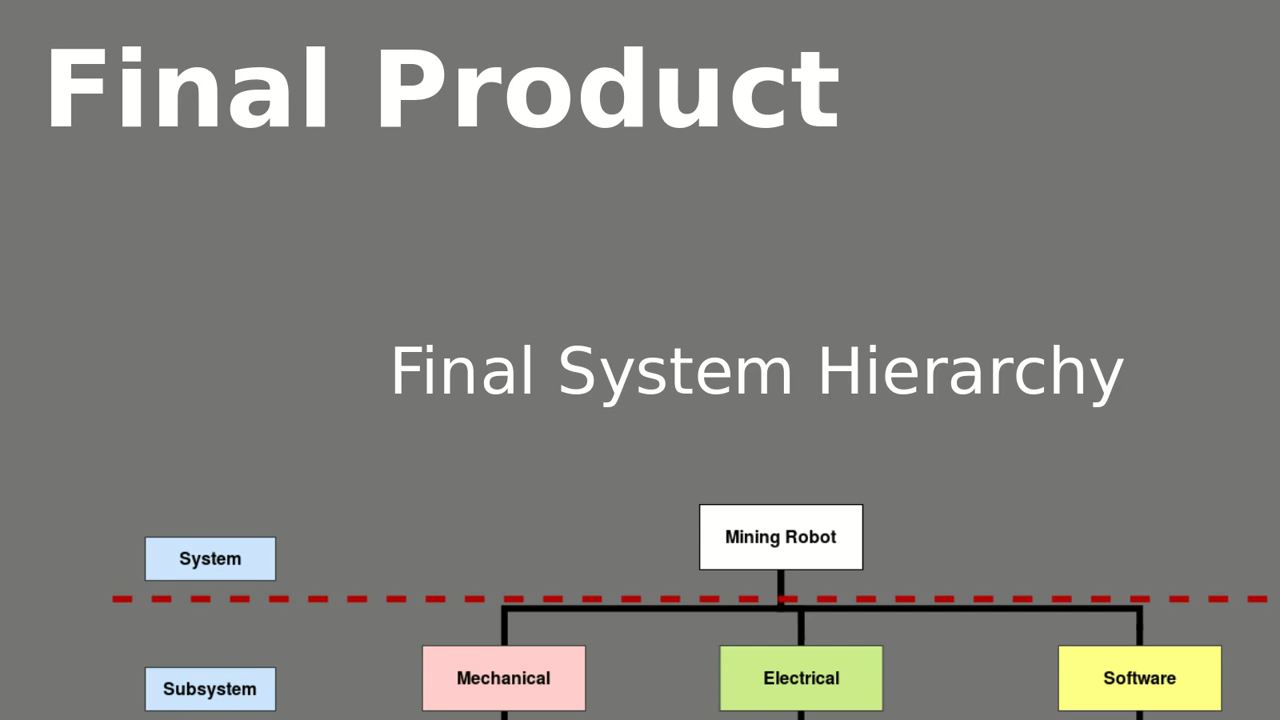 Final Product
Final System Hierarchy
Mining Robot
System
Mechanical
Electrical
Software
Subsystem